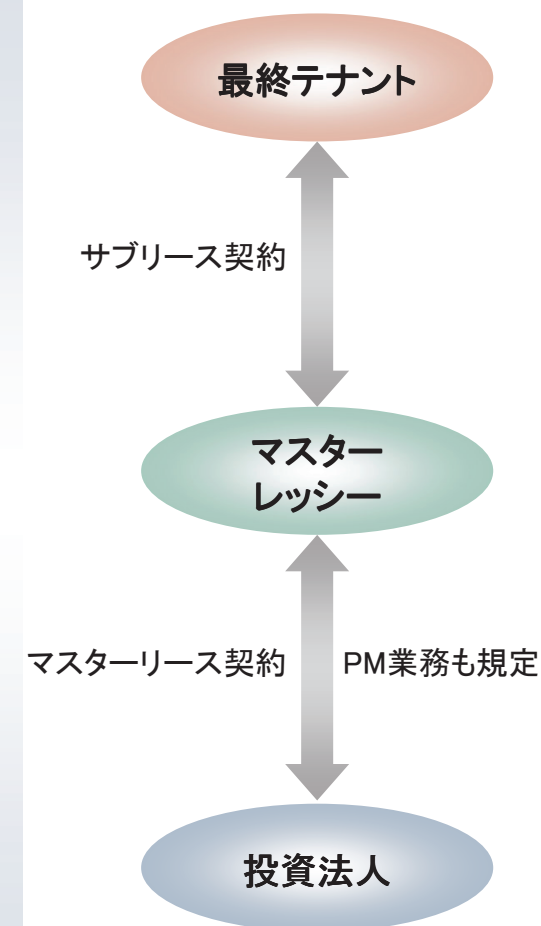 最終テナント
サブリース契約
マスター
レッシー
マスターリース契約
PM業務も規定
投資法人